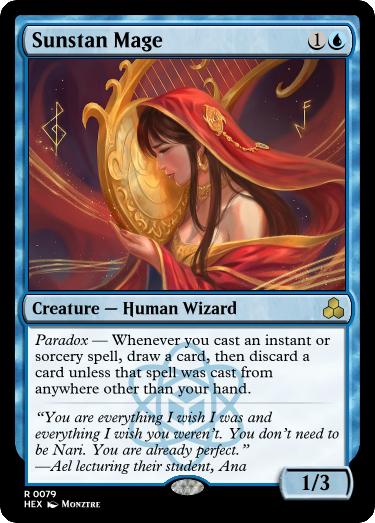 Sunstan Mage 1
Creature — Human Wizard
Paradox — Whenever you cast an instant or
sorcery spell, draw a card, then discard a
card unless that spell was cast from
anywhere other than your hand.
“You are everything I wish I was and
everything I wish you weren't. You don't need to
be Nari. You are already perfect.”
—Ael lecturing their student, Ana
1/3
R 0079
HEX Monztre